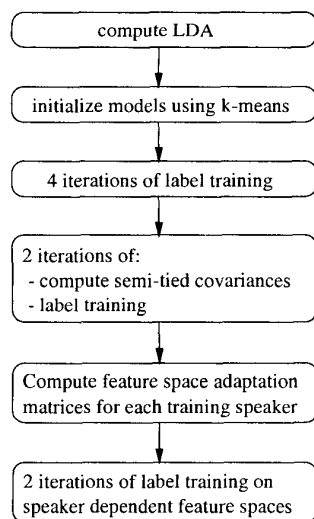 compute LDA
initialize models using k-means
4 iterations of label training
2 iterations of:
- compute semi-tied covariances
- label training
Compute feature space adaptation
matrices for each training speaker
2 iterations of label training on
speaker dependent feature spaces